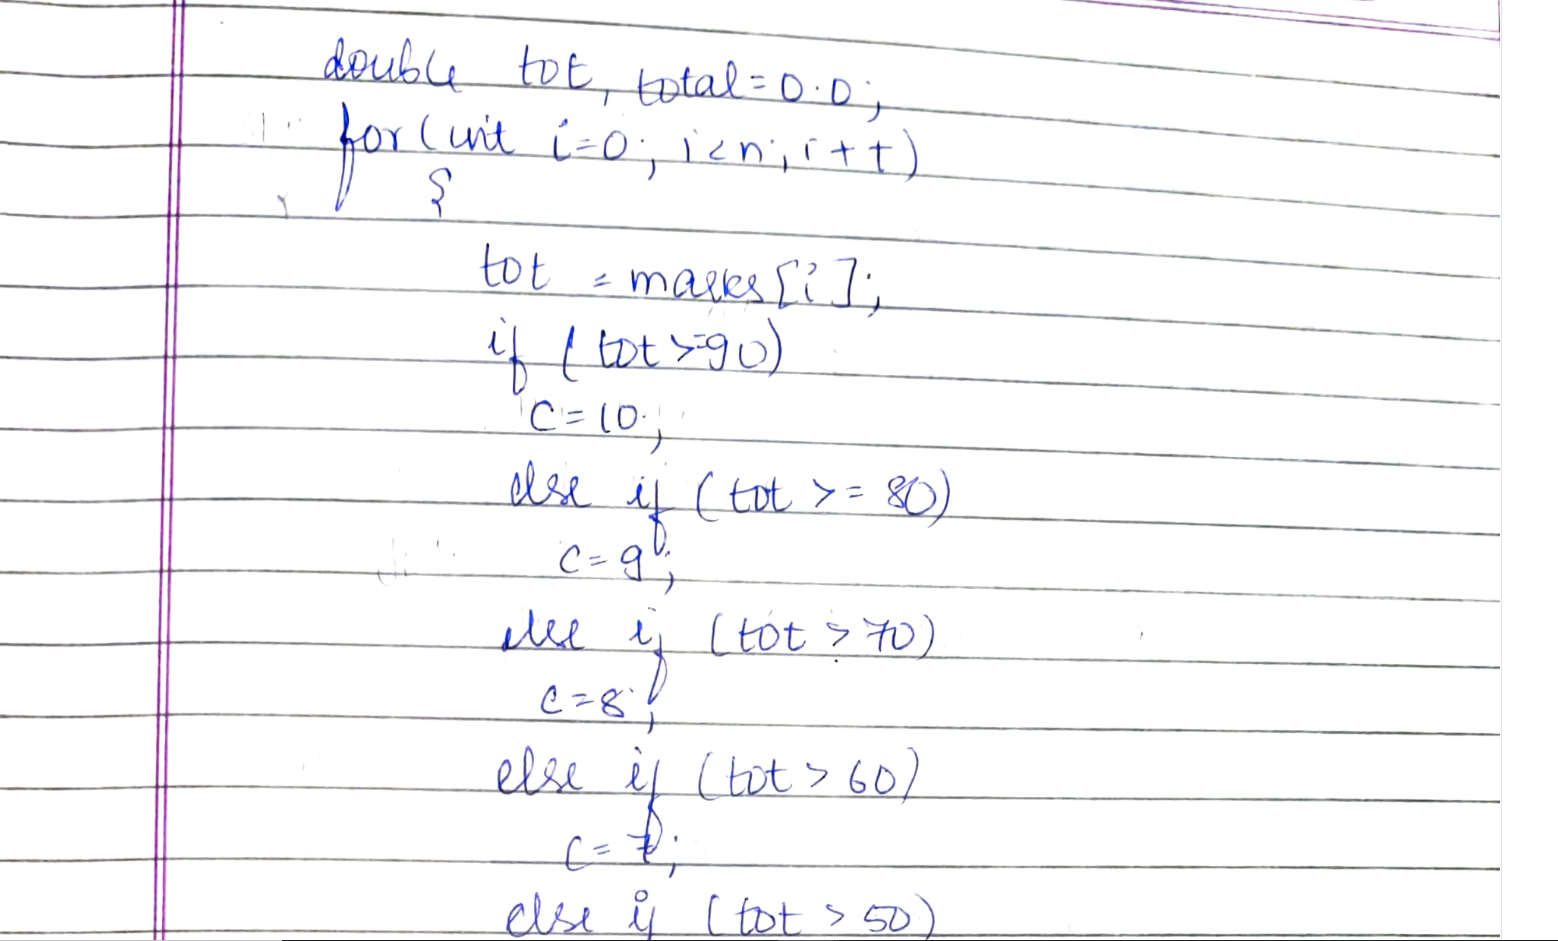 double tot, total=0.0;
for(int i=0; i<n; i++)
{
tot = marks[i];
if (tot>=90)
C=10;
else if (tot >= 80)
C=9;
else if (tot > 70)
C=8;
else if (tot > 60)
C=7;
else if (tot > 50)